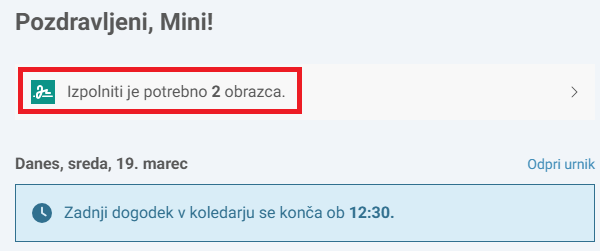 Pozdravljeni, Mini!
Izpolniti je potrebno 2 obrazca.
Danes, sreda, 19. marec
Odpri urnik
Zadnji dogodek v koledarju se konča ob 12:30.